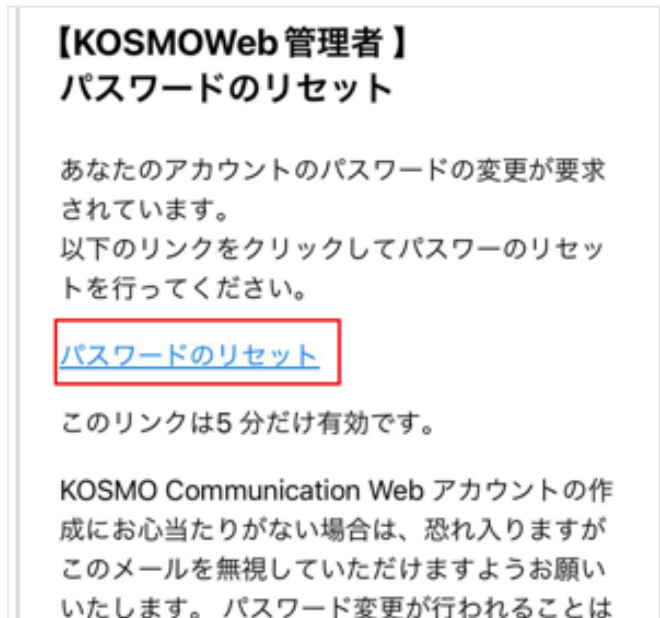 【KOSMOWeb 管理者 】
パスワードのリセット
あなたのアカウントのパスワードの変更が要求
されています。
以下のリンクをクリックしてパスワーのリセッ
トを行ってください。
パスワードのリセット
このリンクは5 分だけ有効です。
KOSMO Communication Web アカウントの作
成にお心当たりがない場合は、恐れ入りますが
このメールを無視していただけますようお願い
いたします。 パスワード変更が行われることは